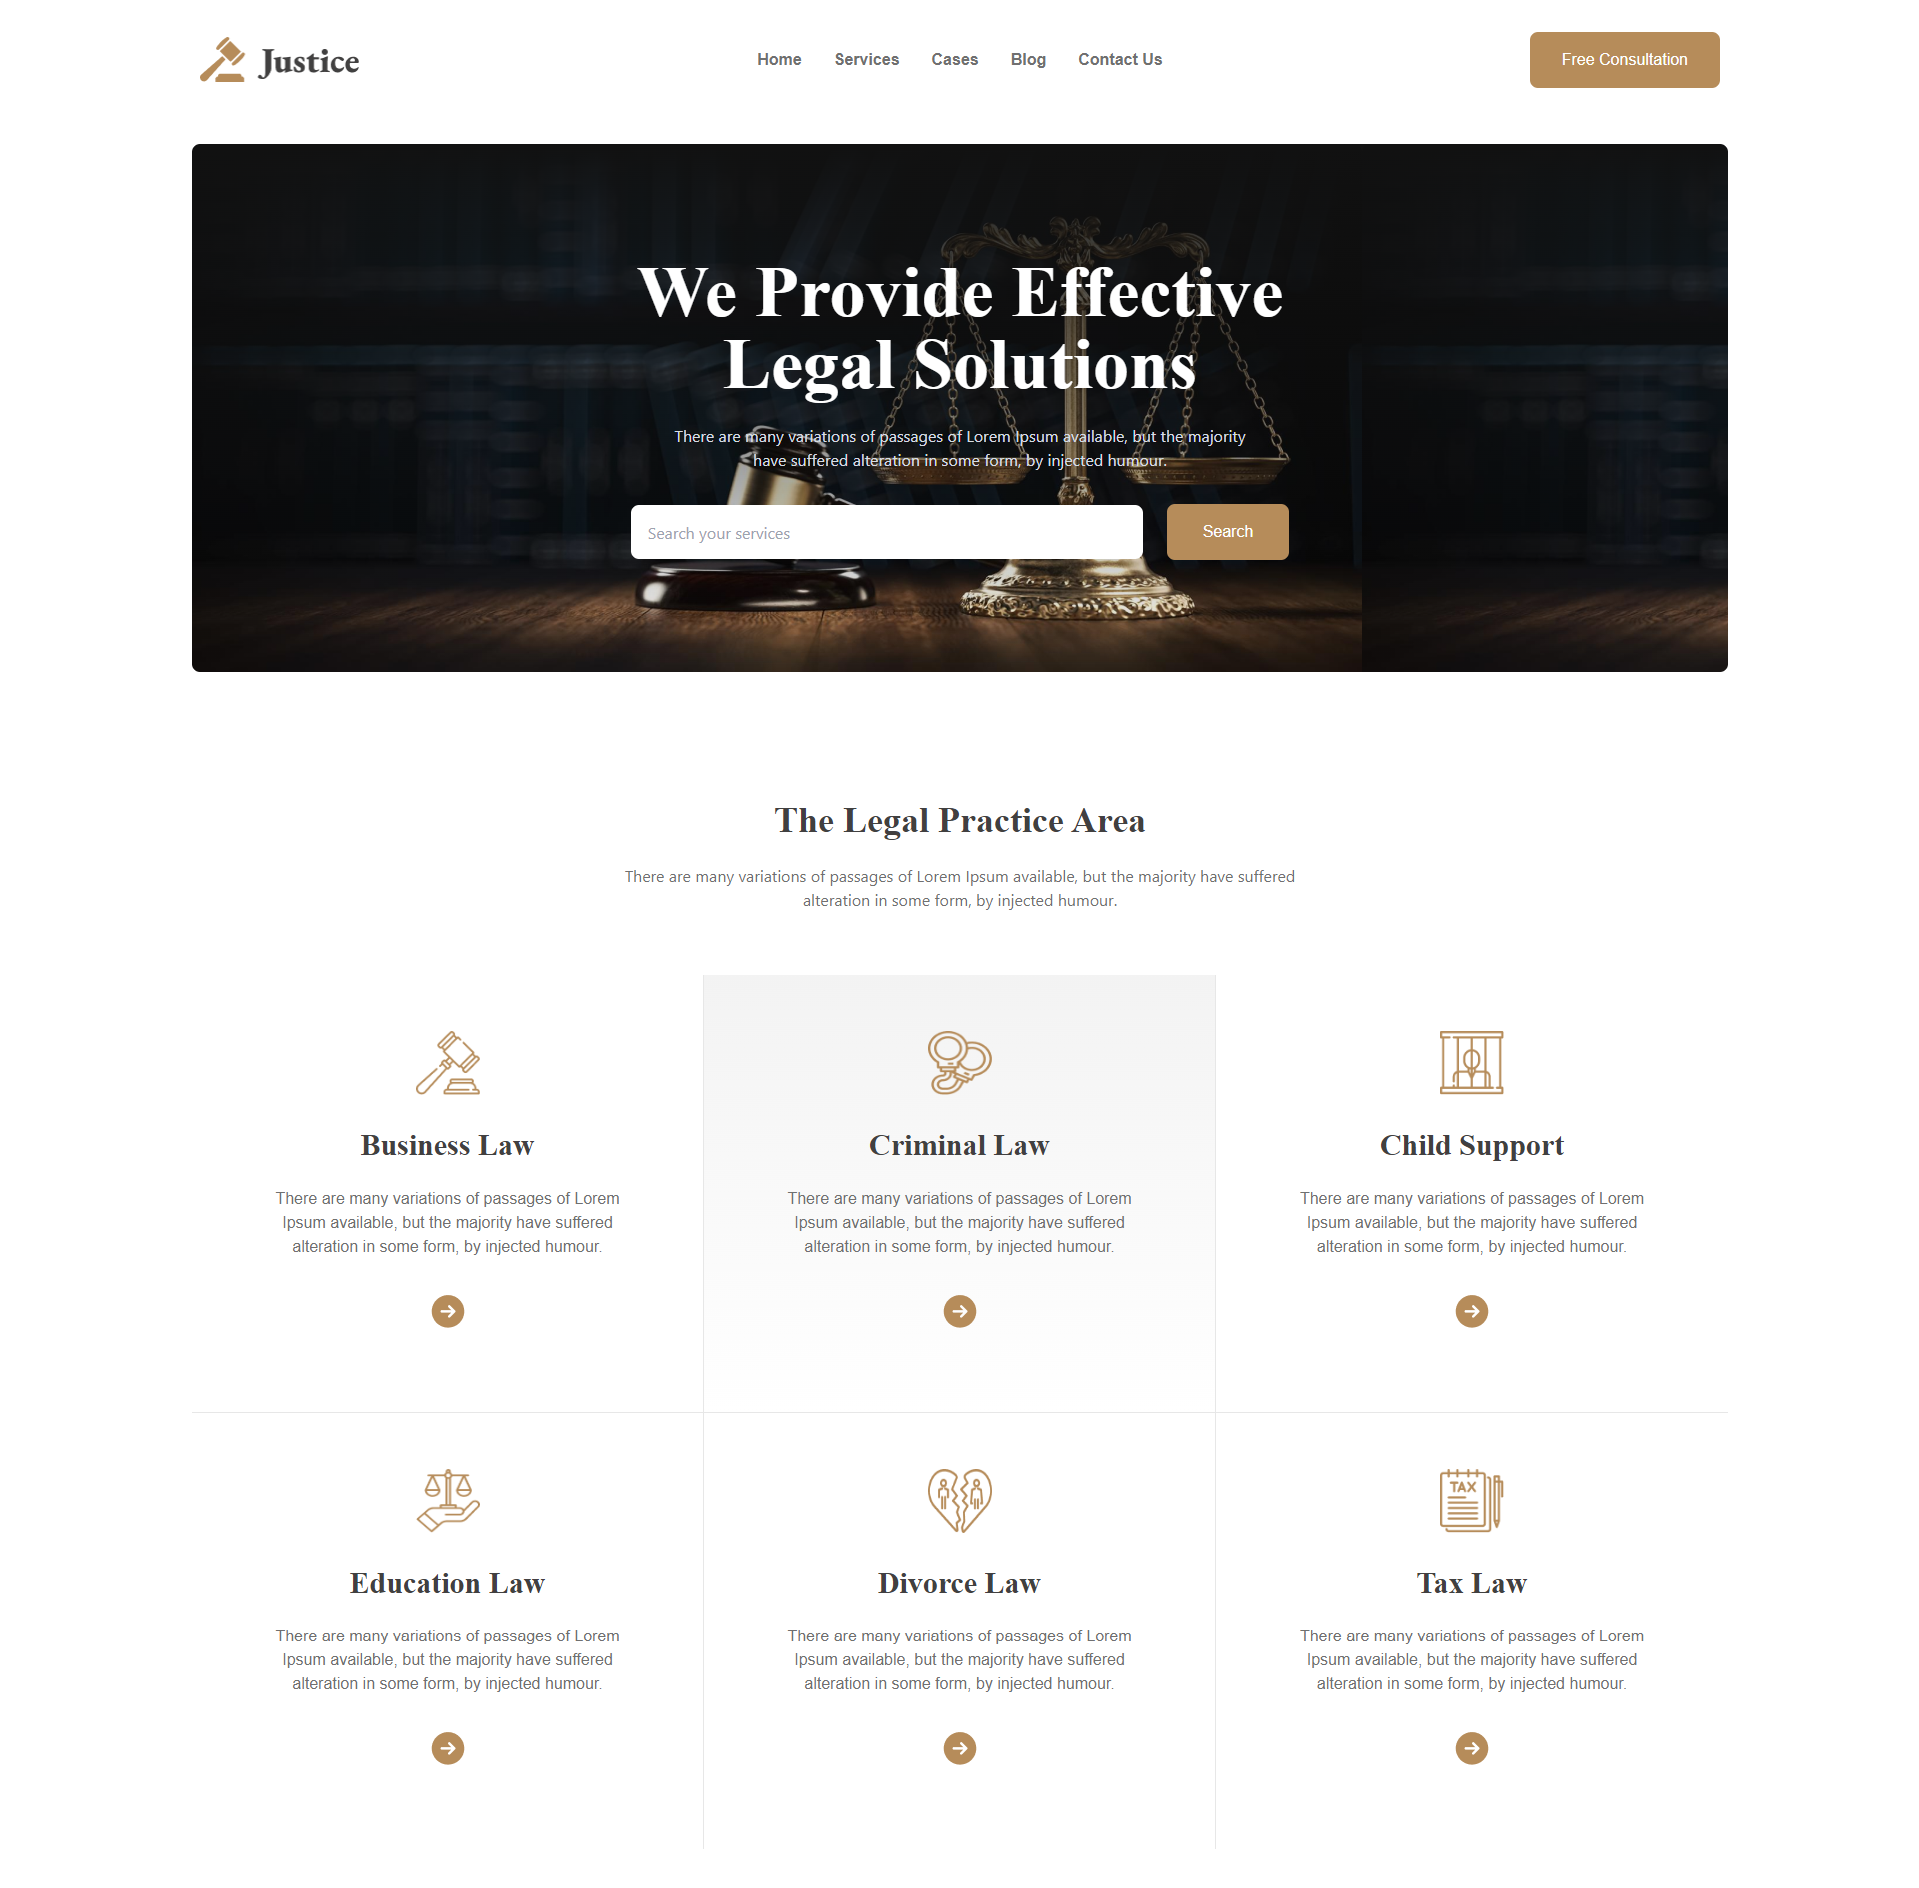 Justice
Home Services Cases Blog Contact Us
Free Consultation
We Provide Effective
Legal Solutions
There are many variations of passages of Lorem Ipsum available, but the majority
have suffered alteration in some form, by injected humour.
Search your services
Search
The Legal Practice Area
There are many variations of passages of Lorem Ipsum available, but the majority have suffered
alteration in some form, by injected humour.
Business Law
There are many variations of passages of Lorem
Ipsum available, but the majority have suffered
alteration in some form, by injected humour.
Criminal Law
There are many variations of passages of Lorem
Ipsum available, but the majority have suffered
alteration in some form, by injected humour.
Child Support
There are many variations of passages of Lorem
Ipsum available, but the majority have suffered
alteration in some form, by injected humour.
Education Law
There are many variations of passages of Lorem
Ipsum available, but the majority have suffered
alteration in some form, by injected humour.
Divorce Law
There are many variations of passages of Lorem
Ipsum available, but the majority have suffered
alteration in some form, by injected humour.
TAX
Tax Law
There are many variations of passages of Lorem
Ipsum available, but the majority have suffered
alteration in some form, by injected humour.